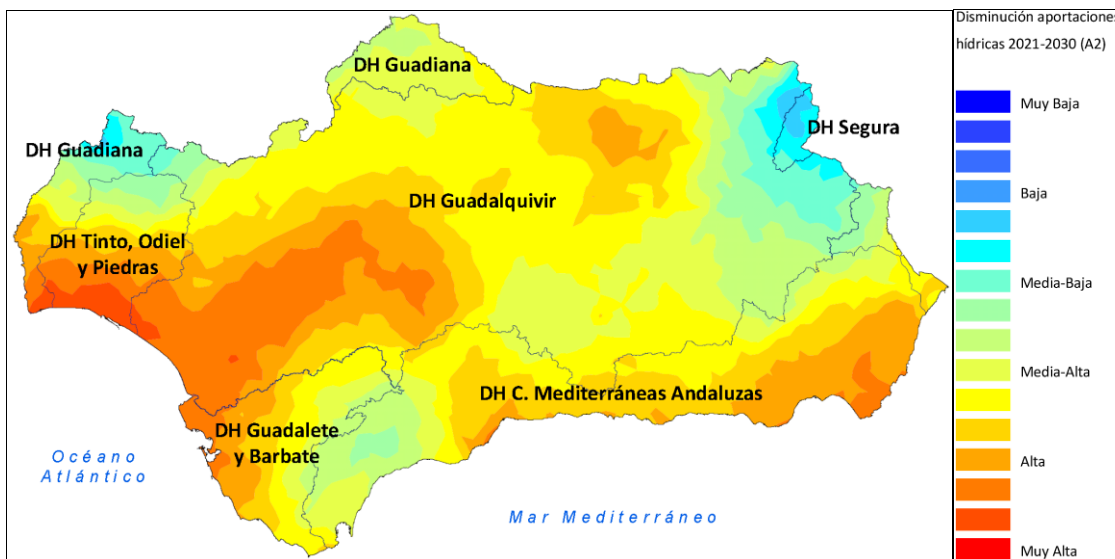 Disminución aportacione
hídricas 2021-2030 (A2)
Muy Baja
Baja
Media-Baja
Media-Alta
Alta
Muy Alta
DH Guadiana
DH Segura
DH Guadiana
DH Guadalquivir
DH Tinto, Odiel
y Piedras
DH C. Mediterráneas Andaluzas
DH Guadalete
y Barbate
Océano
Atlántico
Mar Mediterráneo